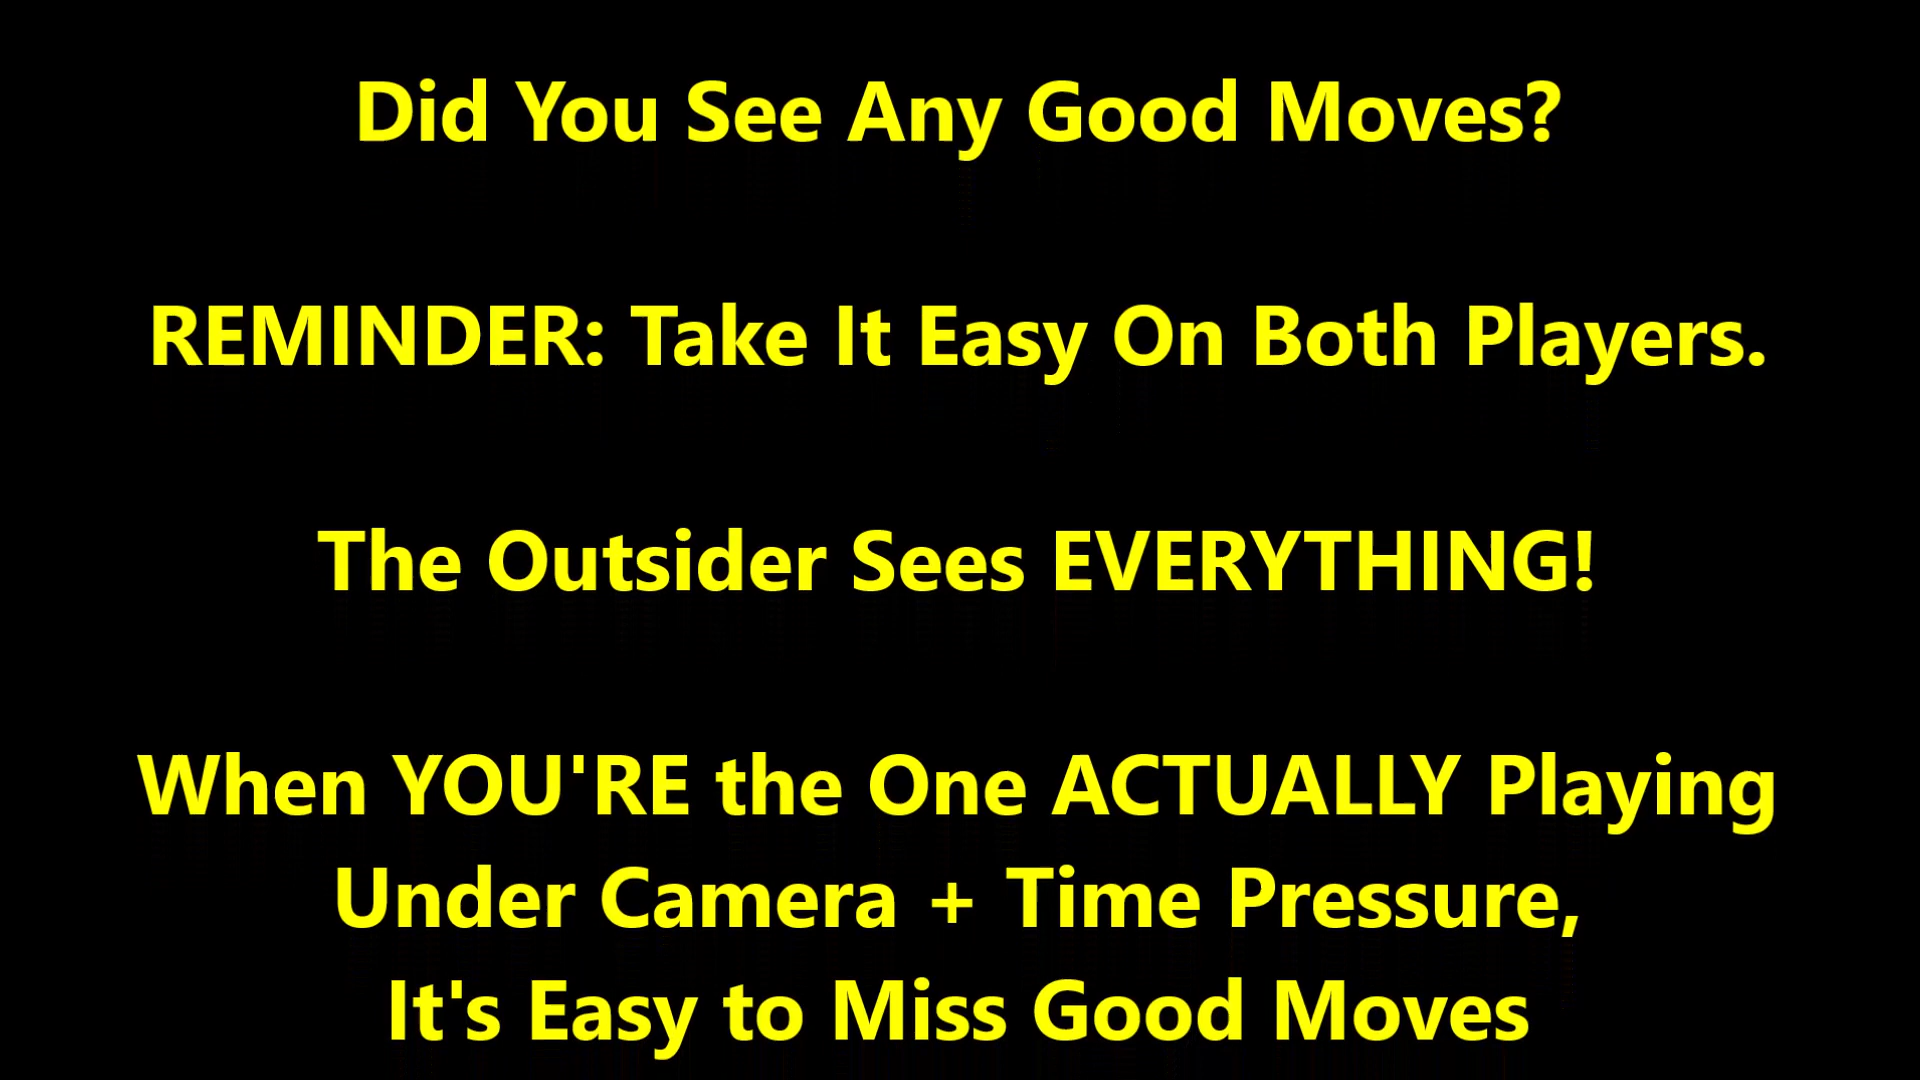 Did You See Any Good Moves?
REMINDER: Take It Easy On Both Players.
The Outsider Sees EVERYTHING!
When YOU'RE the One ACTUALLY Playing
Under Camera + Time Pressure,
It's Easy to Miss Good Moves